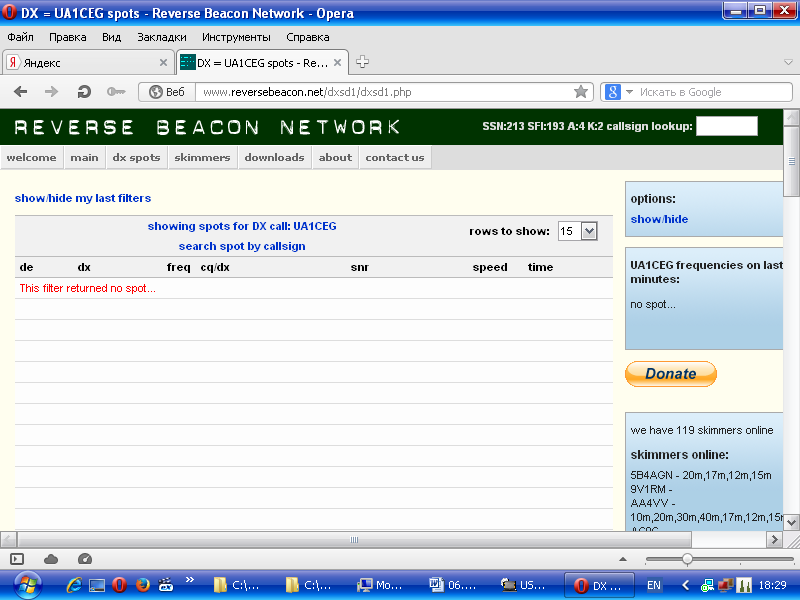 DX = UA1CEG spots - Reverse Beacon Network - Opera
Файл Правка Вид Закладки Инструменты Справка
Я Яндекс DX = UA1CEG spots - Re...
Веб www.reversebeacon.net/dxsd1/dxsd1.php 8 Искать в Google
REVERSE BEACON NETWORK SSN:213 SFI:193 A:4 K:2 callsign lookup:
welcome main dx spots skimmers downloads about contact us
show/hide my last filters
showing spots for DX call: UA1CEG
search spot by callsign
rows to show: 15
de dx freq cq/dx snr speed time
This filter returned no spot...
options:
show/hide
UA1CEG frequencies on last
minutes:
no spot...
Donate
we have 119 skimmers online
skimmers online:
5B4AGN - 20m,17m,12m,15m
9V1RM -
AA4VV -
10m,20m,30m,40m,17m,12m,15m
C:\... C:\... Mo... 06.... US... DX ... EN 18:29